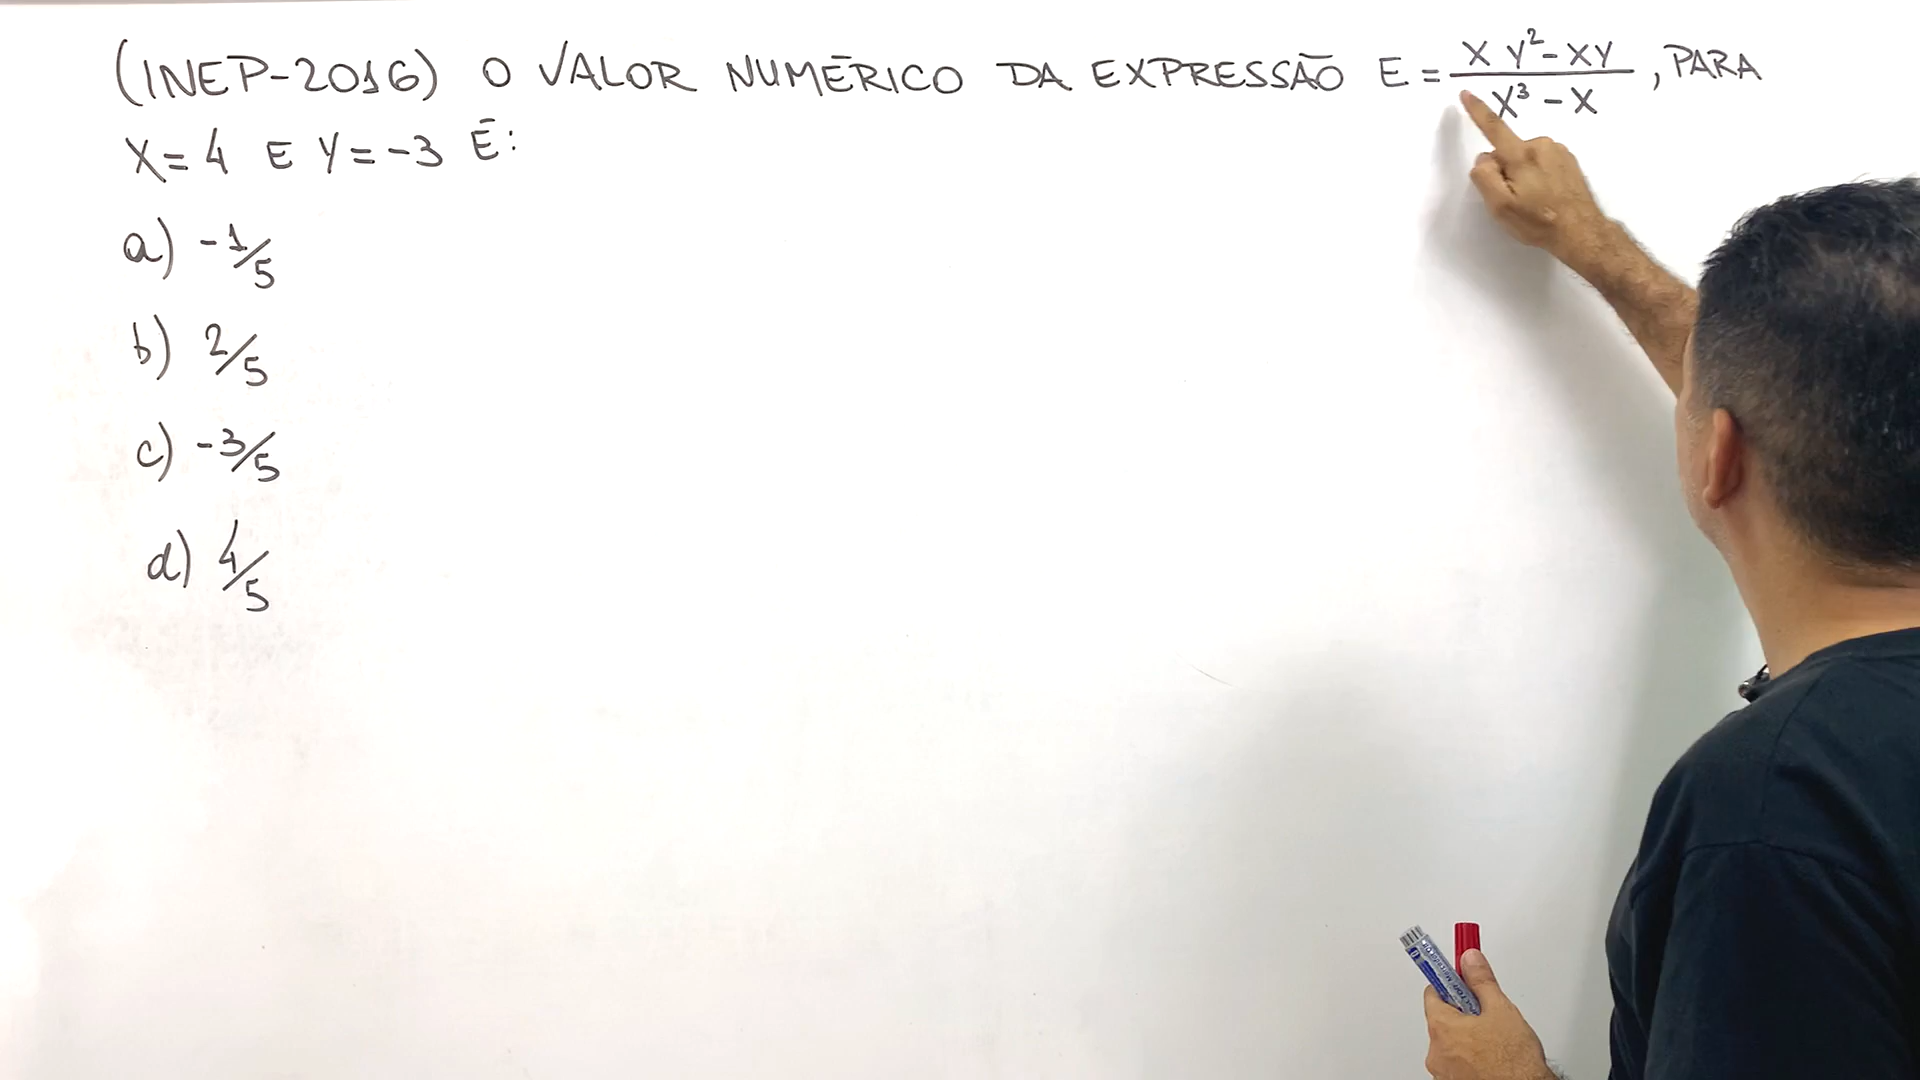 (INEP-2016) O VALOR NUMÉRICO DA EXPRESSÃO E = (XY² - XY)/(X³ - X), PARA
X = 4 E Y = -3 É:
a) -1/5
b) 2/5
c) -3/5
d) 4/5